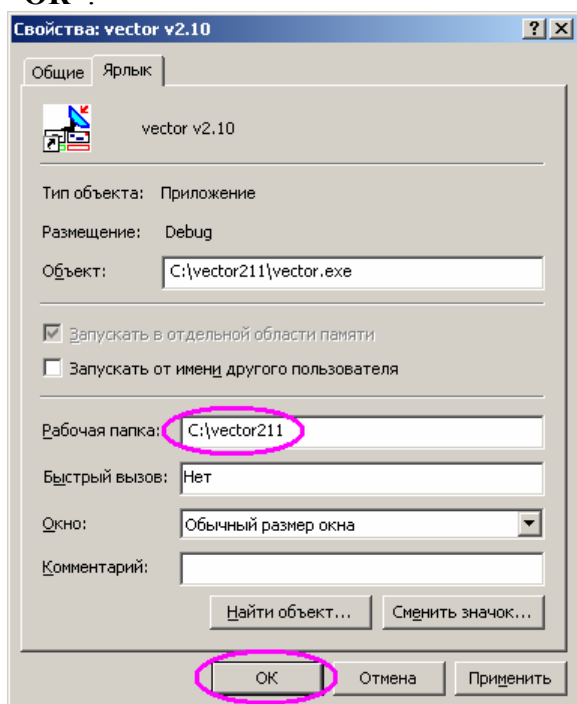 "OK".
Свойства: vector v2.10
Общие Ярлык
vector v2.10
Тип объекта: Приложение
Размещение: Debug
Объект: C:\vector211\vector.exe
Запускать в отдельной области памяти
Запускать от имени другого пользователя
Рабочая папка: C:\vector211
Быстрый вызов: Нет
Окно: Обычный размер окна
Комментарий:
Найти объект... Сменить значок...
ОК Отмена Применить